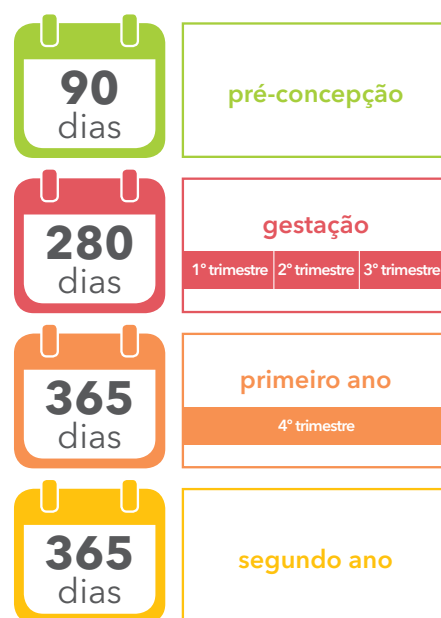 90
dias
pré-concepção
280
dias
gestação
1º trimestre 2º trimestre 3º trimestre
365
dias
primeiro ano
4º trimestre
365
dias
segundo ano